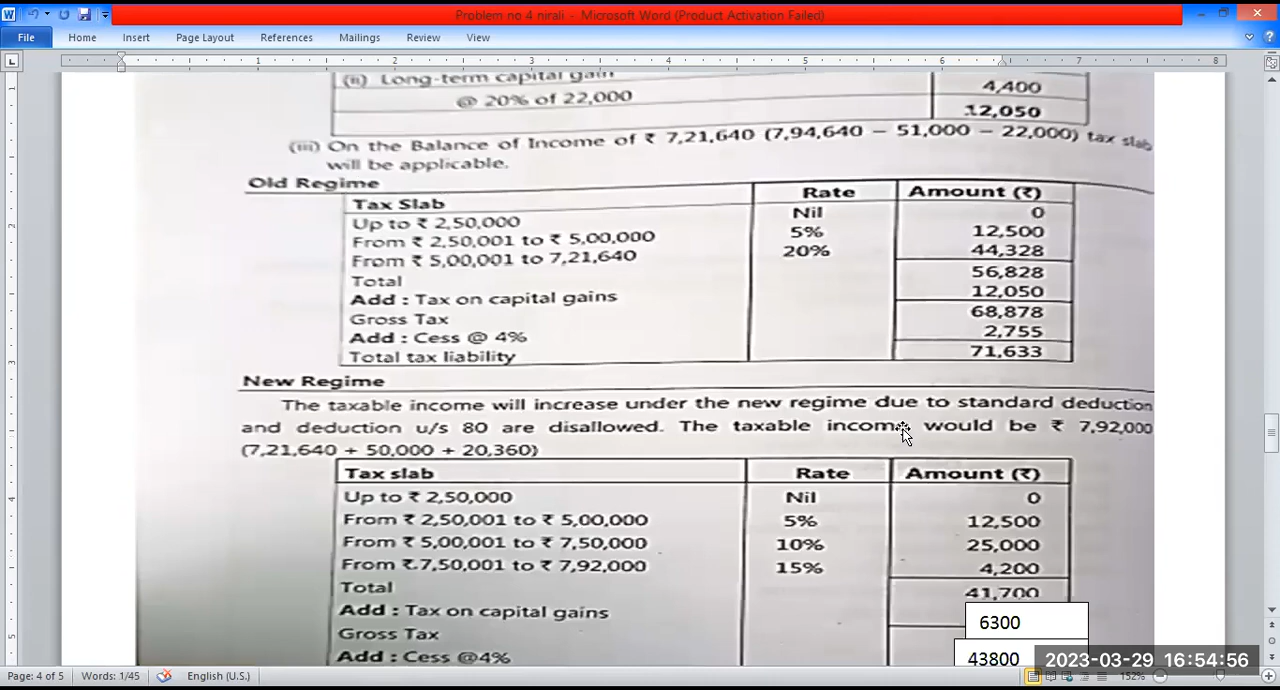 Problem no 4 nirali - Microsoft Word (Product Activation Failed)
File Home Insert Page Layout References Mailings Review View
1 2 3 4 5 6 7 8
(ii) Long-term capital gain
@ 20% of 22,000 4,400
12,050
(iii) On the Balance of Income of ₹ 7,21,640 (7,94,640 − 51,000 − 22,000) tax slab
will be applicable.
Old Regime
Tax Slab Rate Amount (₹)
Up to ₹ 2,50,000 Nil 0
From ₹ 2,50,001 to ₹ 5,00,000 5% 12,500
From ₹ 5,00,001 to 7,21,640 20% 44,328
Total 56,828
Add : Tax on capital gains 12,050
Gross Tax 68,878
Add : Cess @ 4% 2,755
Total tax liability 71,633
New Regime
The taxable income will increase under the new regime due to standard deduction
and deduction u/s 80 are disallowed. The taxable income would be ₹ 7,92,000
(7,21,640 + 50,000 + 20,360)
Tax slab Rate Amount (₹)
Up to ₹ 2,50,000 Nil 0
From ₹ 2,50,001 to ₹ 5,00,000 5% 12,500
From ₹ 5,00,001 to ₹ 7,50,000 10% 25,000
From ₹ 7,50,001 to ₹ 7,92,000 15% 4,200
Total 41,700
Add : Tax on capital gains 6300
Gross Tax
Add : Cess @4% 43800
2023-03-29 16:54:56
Page: 4 of 5 Words: 1/45 English (U.S.) 152%